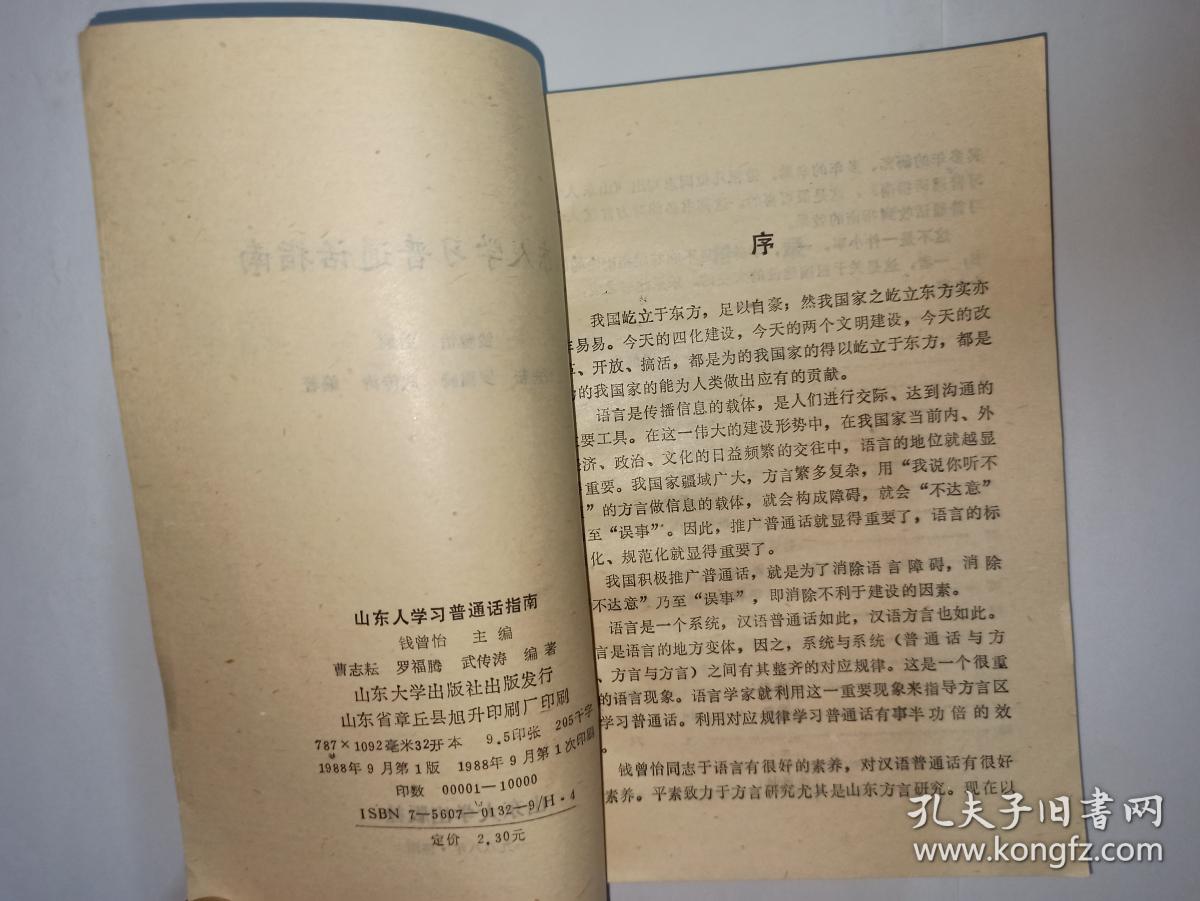 山东人学习普通话指南
钱曾怡 主编
曹志耘 罗福腾 武传涛 编著
山东大学出版社出版发行
山东省章丘县旭升印刷厂印刷
787×1092毫米32开本 9.5印张 205千字
1988年9月第1版 1988年9月第1次印刷
印数 00001—10000
ISBN 7—5607—0132—9/H·4
定价 2.30元
序
我国屹立于东方，足以自豪；然我国家之屹立东方实亦
易易。今天的四化建设，今天的两个文明建设，今天的改
、开放、搞活，都是为的我国家的得以屹立于东方，都是
的我国家的能为人类做出应有的贡献。
语言是传播信息的载体，是人们进行交际、达到沟通的
要工具。在这一伟大的建设形势中，在我国家当前内、外
济、政治、文化的日益频繁的交往中，语言的地位就越显
重要。我国家疆域广大，方言繁多复杂，用“我说你听不
”的方言做信息的载体，就会构成障碍，就会“不达意”
至“误事”。因此，推广普通话就显得重要了，语言的标
化、规范化就显得重要了。
我国积极推广普通话，就是为了消除语言障碍，消除
不达意”乃至“误事”，即消除不利于建设的因素。
语言是一个系统，汉语普通话如此，汉语方言也如此。
言是语言的地方变体，因之，系统与系统（普通话与方
、方言与方言）之间有其整齐的对应规律。这是一个很重
的语言现象。语言学家就利用这一重要现象来指导方言区
学习普通话。利用对应规律学习普通话有事半功倍的效
。
钱曾怡同志于语言有很好的素养，对汉语普通话有很好
素养。平素致力于方言研究尤其是山东方言研究。现在以
孔夫子旧书网
www.kongfz.com